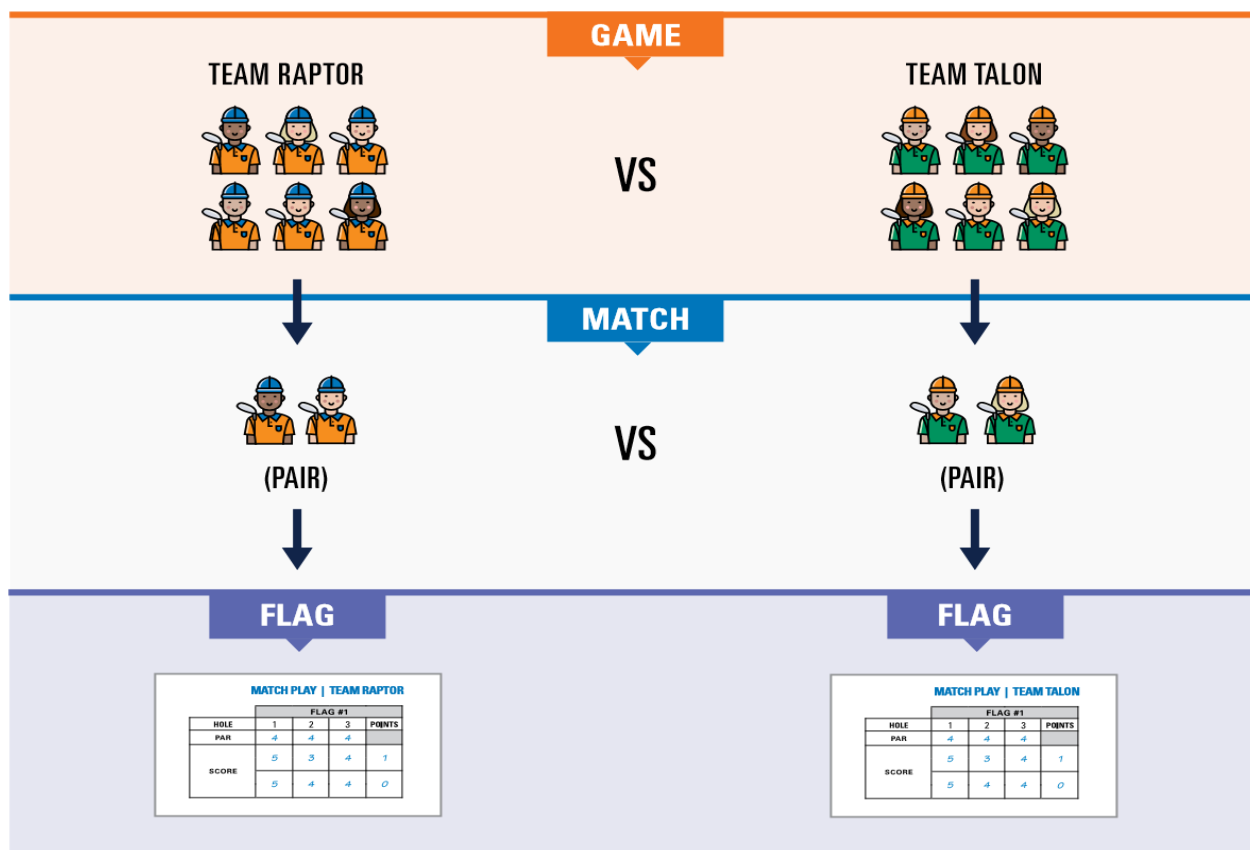 GAME
TEAM RAPTOR
TEAM TALON
VS
MATCH
VS
(PAIR)
(PAIR)
FLAG
FLAG
MATCH PLAY | TEAM RAPTOR
FLAG #1
HOLE 1 2 3 POINTS
PAR 4 4 4
SCORE
5 3 4 1
5 4 4 0
MATCH PLAY | TEAM TALON
FLAG #1
HOLE 1 2 3 POINTS
PAR 4 4 4
SCORE
5 3 4 1
5 4 4 0